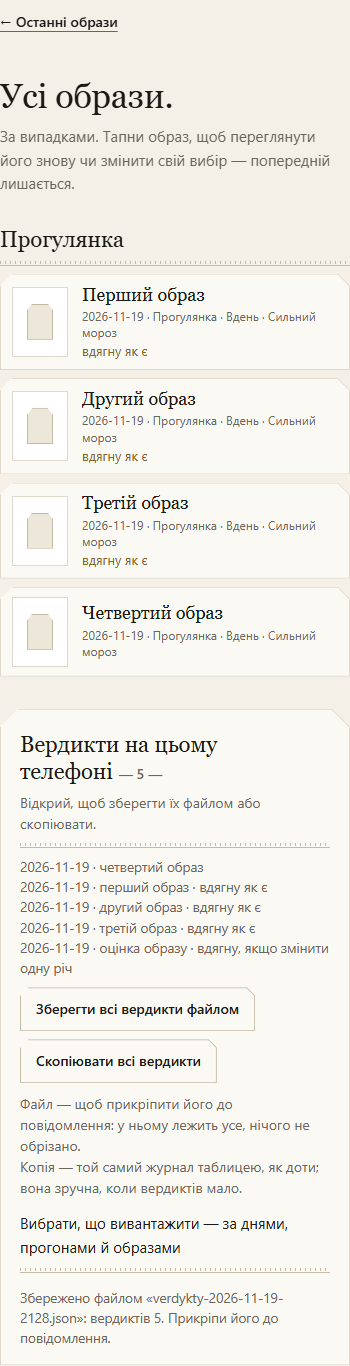 ← Останні образи
Усі образи.
За випадками. Тапни образ, щоб переглянути
його знову чи змінити свій вибір — попередній
лишається.
Прогулянка
Перший образ
2026-11-19 · Прогулянка · Вдень · Сильний
мороз
вдягну як є
Другий образ
2026-11-19 · Прогулянка · Вдень · Сильний
мороз
вдягну як є
Третій образ
2026-11-19 · Прогулянка · Вдень · Сильний
мороз
вдягну як є
Четвертий образ
2026-11-19 · Прогулянка · Вдень · Сильний
мороз
Вердикти на цьому
телефоні — 5 —
Відкрий, щоб зберегти їх файлом або
скопіювати.
2026-11-19 · четвертий образ
2026-11-19 · перший образ · вдягну як є
2026-11-19 · другий образ · вдягну як є
2026-11-19 · третій образ · вдягну як є
2026-11-19 · оцінка образу · вдягну, якщо змінити
одну річ
Зберегти всі вердикти файлом
Скопіювати всі вердикти
Файл — щоб прикріпити його до
повідомлення: у ньому лежить усе, нічого не
обрізано.
Копія — той самий журнал таблицею, як доти;
вона зручна, коли вердиктів мало.
Вибрати, що вивантажити — за днями,
прогонами й образами
Збережено файлом «verdykty-2026-11-19-
2128.json»: вердиктів 5. Прикріпи його до
повідомлення.